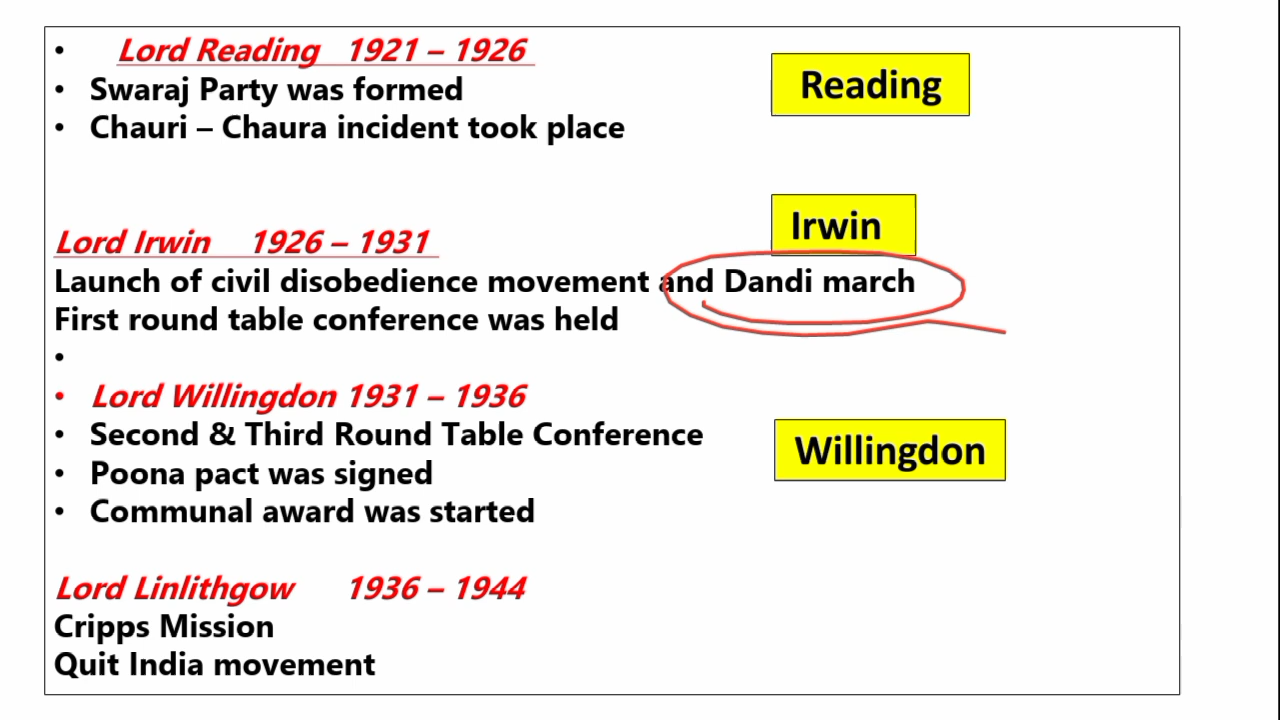 • Lord Reading 1921 – 1926
• Swaraj Party was formed
• Chauri – Chaura incident took place
Reading
Irwin
Lord Irwin 1926 – 1931
Launch of civil disobedience movement and Dandi march
First round table conference was held
•
• Lord Willingdon 1931 – 1936
• Second & Third Round Table Conference
Willingdon
• Poona pact was signed
• Communal award was started
Lord Linlithgow 1936 – 1944
Cripps Mission
Quit India movement